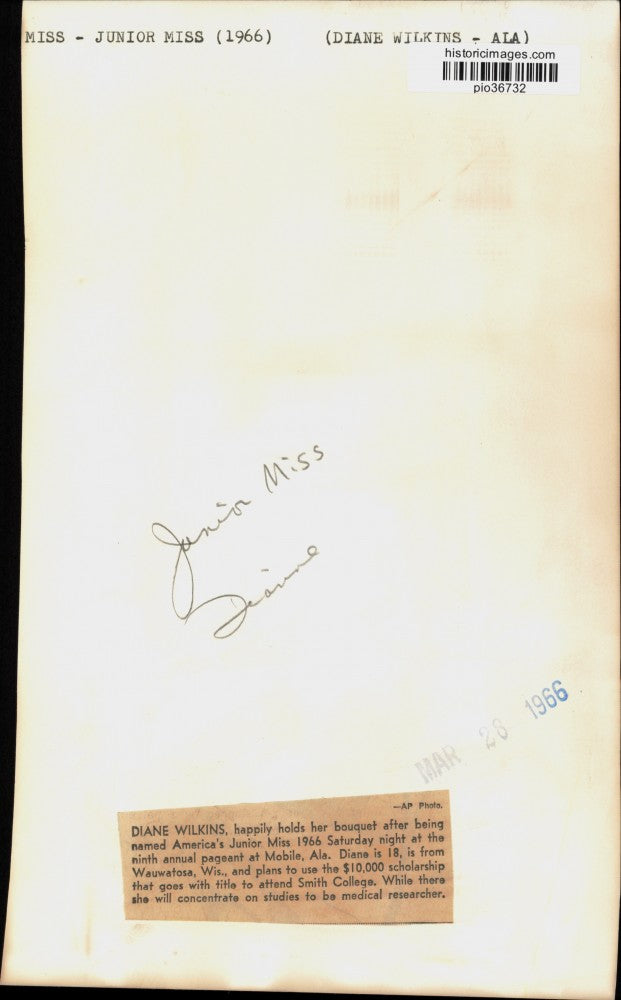 MISS - JUNIOR MISS (1966) (DIANE WILKINS - ALA)
historicimages.com
pio36732
Junior Miss
Dianne
MAR 28 1966
—AP Photo.
DIANE WILKINS, happily holds her bouquet after being
named America's Junior Miss 1966 Saturday night at the
ninth annual pageant at Mobile, Ala. Diane is 18, is from
Wauwatosa, Wis., and plans to use the $10,000 scholarship
that goes with title to attend Smith College. While there
she will concentrate on studies to be medical researcher.